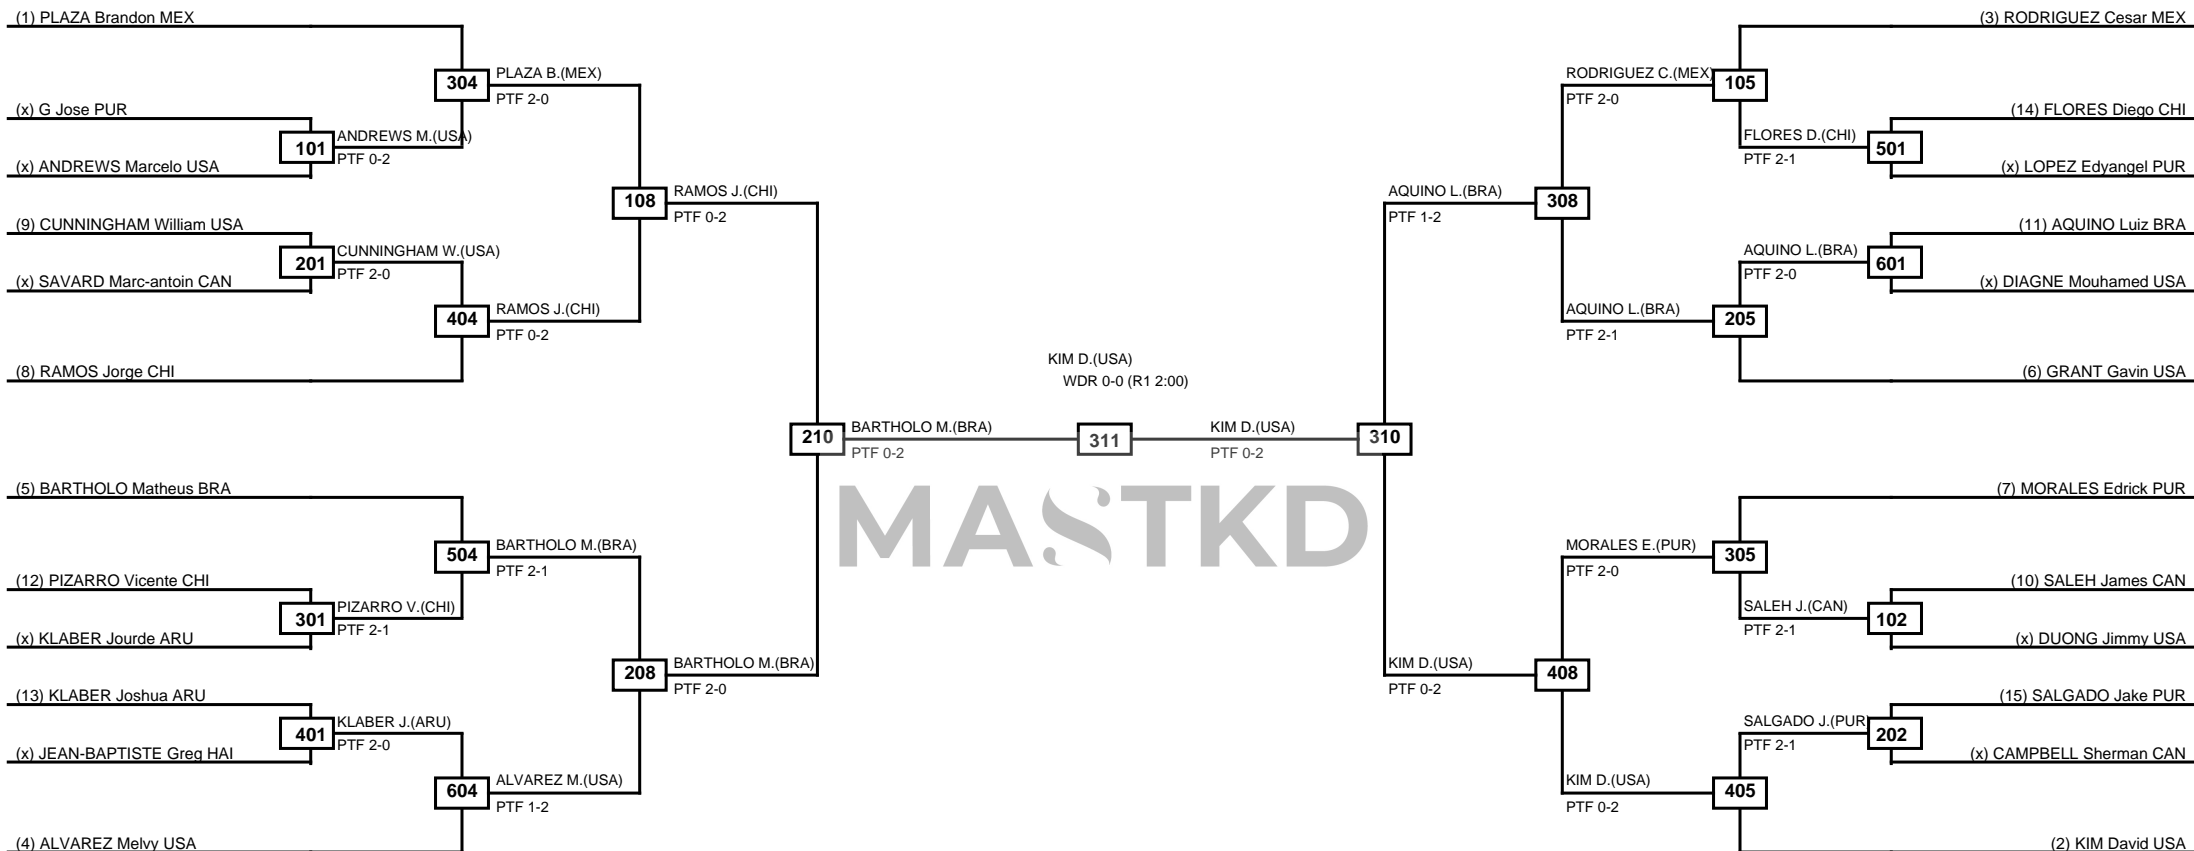 (1) PLAZA Brandon MEX
304
PLAZA B.(MEX)
PTF 2-0
(x) G Jose PUR
101
ANDREWS M.(USA)
PTF 0-2
(x) ANDREWS Marcelo USA
108
RAMOS J.(CHI)
PTF 0-2
(9) CUNNINGHAM William USA
201
CUNNINGHAM W.(USA)
PTF 2-0
(x) SAVARD Marc-antoin CAN
404
RAMOS J.(CHI)
PTF 0-2
(8) RAMOS Jorge CHI
210
BARTHOLO M.(BRA)
PTF 0-2
(5) BARTHOLO Matheus BRA
504
BARTHOLO M.(BRA)
PTF 2-1
(12) PIZARRO Vicente CHI
301
PIZARRO V.(CHI)
PTF 2-1
(x) KLABER Jourde ARU
208
BARTHOLO M.(BRA)
PTF 2-0
(13) KLABER Joshua ARU
401
KLABER J.(ARU)
PTF 2-0
(x) JEAN-BAPTISTE Greg HAI
604
ALVAREZ M.(USA)
PTF 1-2
(4) ALVAREZ Melvy USA
KIM D.(USA)
WDR 0-0 (R1 2:00)
311
MASTKD
KIM D.(USA)
PTF 0-2
310
(3) RODRIGUEZ Cesar MEX
RODRIGUEZ C.(MEX)
PTF 2-0
105
(14) FLORES Diego CHI
FLORES D.(CHI)
PTF 2-1
501
(x) LOPEZ Edyangel PUR
AQUINO L.(BRA)
PTF 1-2
308
(11) AQUINO Luiz BRA
AQUINO L.(BRA)
PTF 2-0
601
(x) DIAGNE Mouhamed USA
AQUINO L.(BRA)
PTF 2-1
205
(6) GRANT Gavin USA
(7) MORALES Edrick PUR
MORALES E.(PUR)
PTF 2-0
305
(10) SALEH James CAN
SALEH J.(CAN)
PTF 2-1
102
(x) DUONG Jimmy USA
KIM D.(USA)
PTF 0-2
408
(15) SALGADO Jake PUR
SALGADO J.(PUR)
PTF 2-1
202
(x) CAMPBELL Sherman CAN
KIM D.(USA)
PTF 0-2
405
(2) KIM David USA